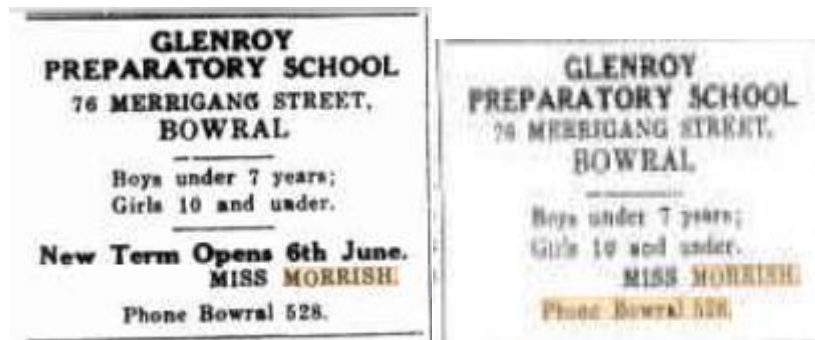 GLENROY
PREPARATORY SCHOOL
76 MERRIGANG STREET,
BOWRAL
Boys under 7 years;
Girls 10 and under.
New Term Opens 6th June.
MISS MORRISH.
Phone Bowral 528.
GLENROY
PREPARATORY SCHOOL
76 MERRIGANG STREET,
BOWRAL
Boys under 7 years;
Girls 10 and under.
MISS MORRISH.
Phone Bowral 528.